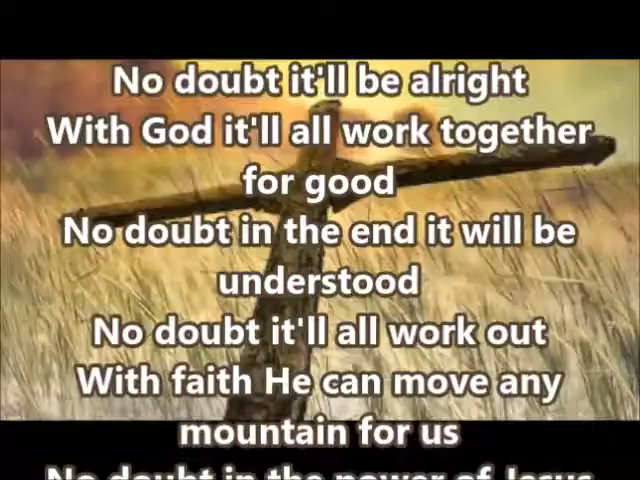 No doubt it'll be alright
With God it'll all work together
for good
No doubt in the end it will be
understood
No doubt it'll all work out
With faith He can move any
mountain for us
No doubt in the power of Jesus